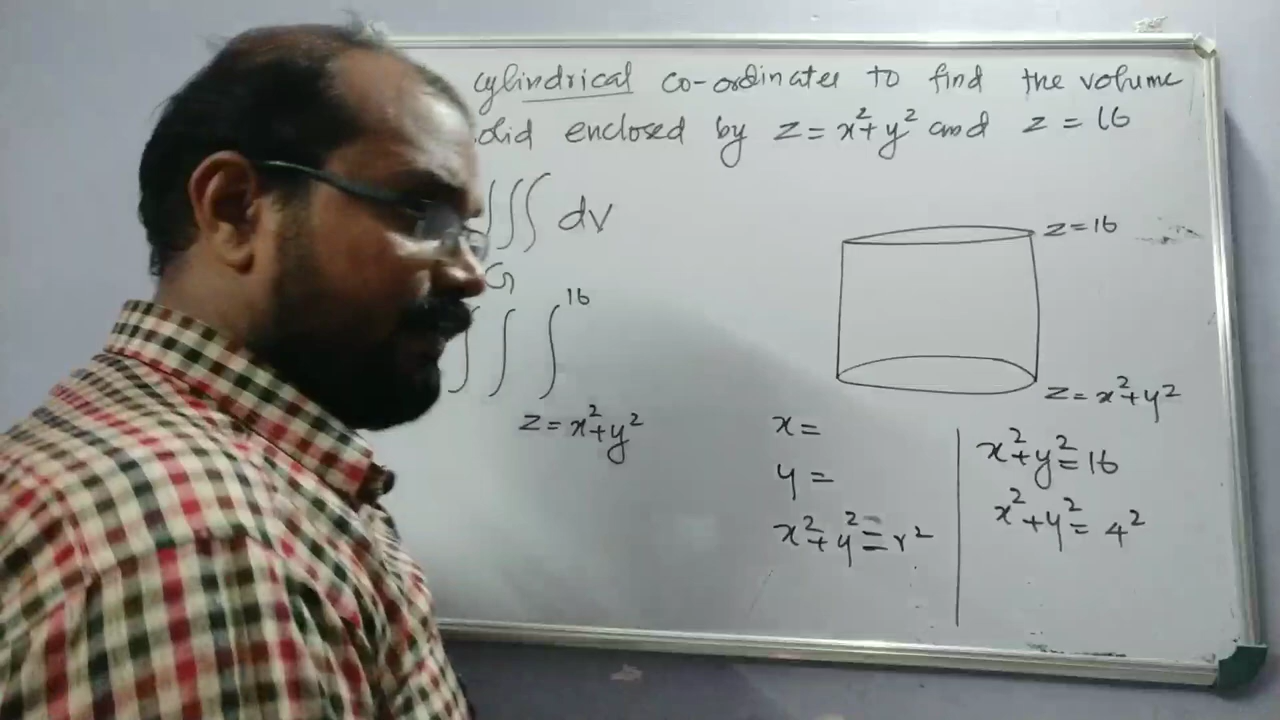 cylindrical co-ordinates to find the volume
enclosed by z = x² + y² and z = 16
∫∫∫ dV
G
∫ ∫ ∫ 16
z = x² + y²
z = 16
z = x² + y²
x =
y =
x² + y² = r²
x² + y² = 16
x² + y² = 4²